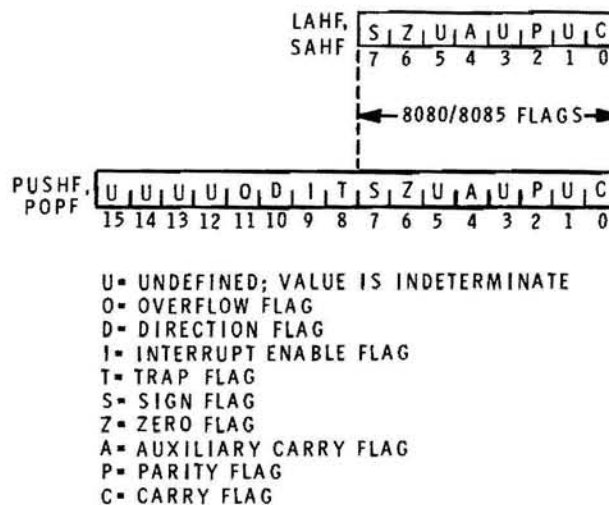 LAHF,
SAHF
S Z U A U P U C
7 6 5 4 3 2 1 0
8080/8085 FLAGS
PUSHF,
POPF
U U U U O D I T S Z U A U P U C
15 14 13 12 11 10 9 8 7 6 5 4 3 2 1 0
U= UNDEFINED; VALUE IS INDETERMINATE
O= OVERFLOW FLAG
D= DIRECTION FLAG
I= INTERRUPT ENABLE FLAG
T= TRAP FLAG
S= SIGN FLAG
Z= ZERO FLAG
A= AUXILIARY CARRY FLAG
P= PARITY FLAG
C= CARRY FLAG